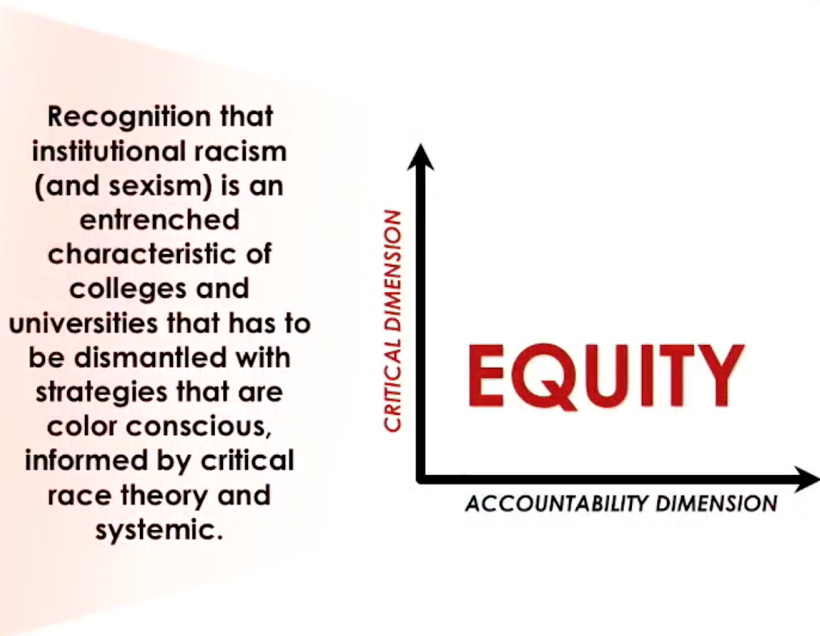 Recognition that
institutional racism
(and sexism) is an
entrenched
characteristic of
colleges and
universities that has to
be dismantled with
strategies that are
color conscious,
informed by critical
race theory and
systemic.
CRITICAL DIMENSION
EQUITY
ACCOUNTABILITY DIMENSION